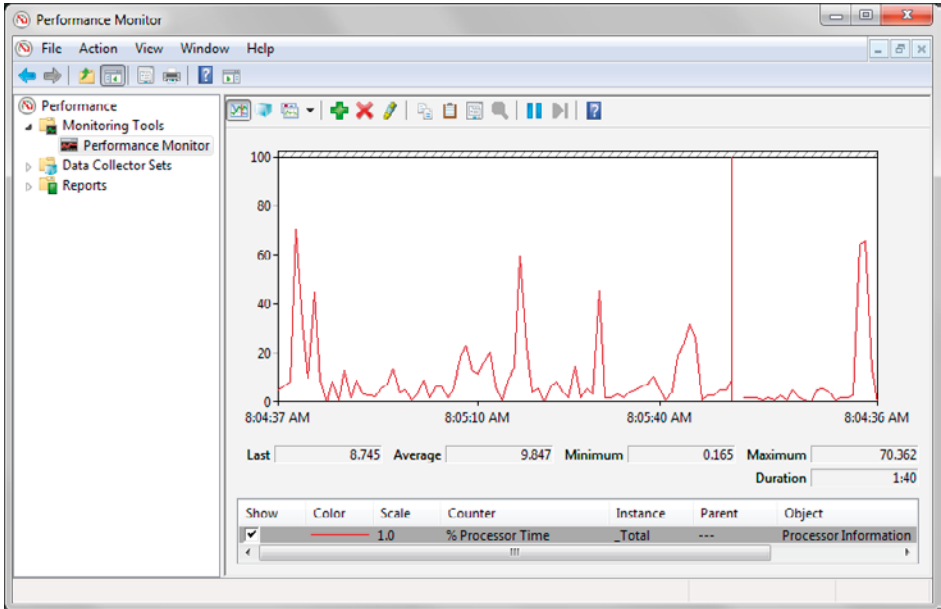 Performance Monitor
File Action View Window Help
Performance
Monitoring Tools
Performance Monitor
Data Collector Sets
Reports
100
80
60
40
20
0
8:04:37 AM 8:05:10 AM 8:05:40 AM 8:04:36 AM
Last 8.745 Average 9.847 Minimum 0.165 Maximum 70.362
Duration 1:40
Show Color Scale Counter Instance Parent Object
1.0 % Processor Time _Total --- Processor Information